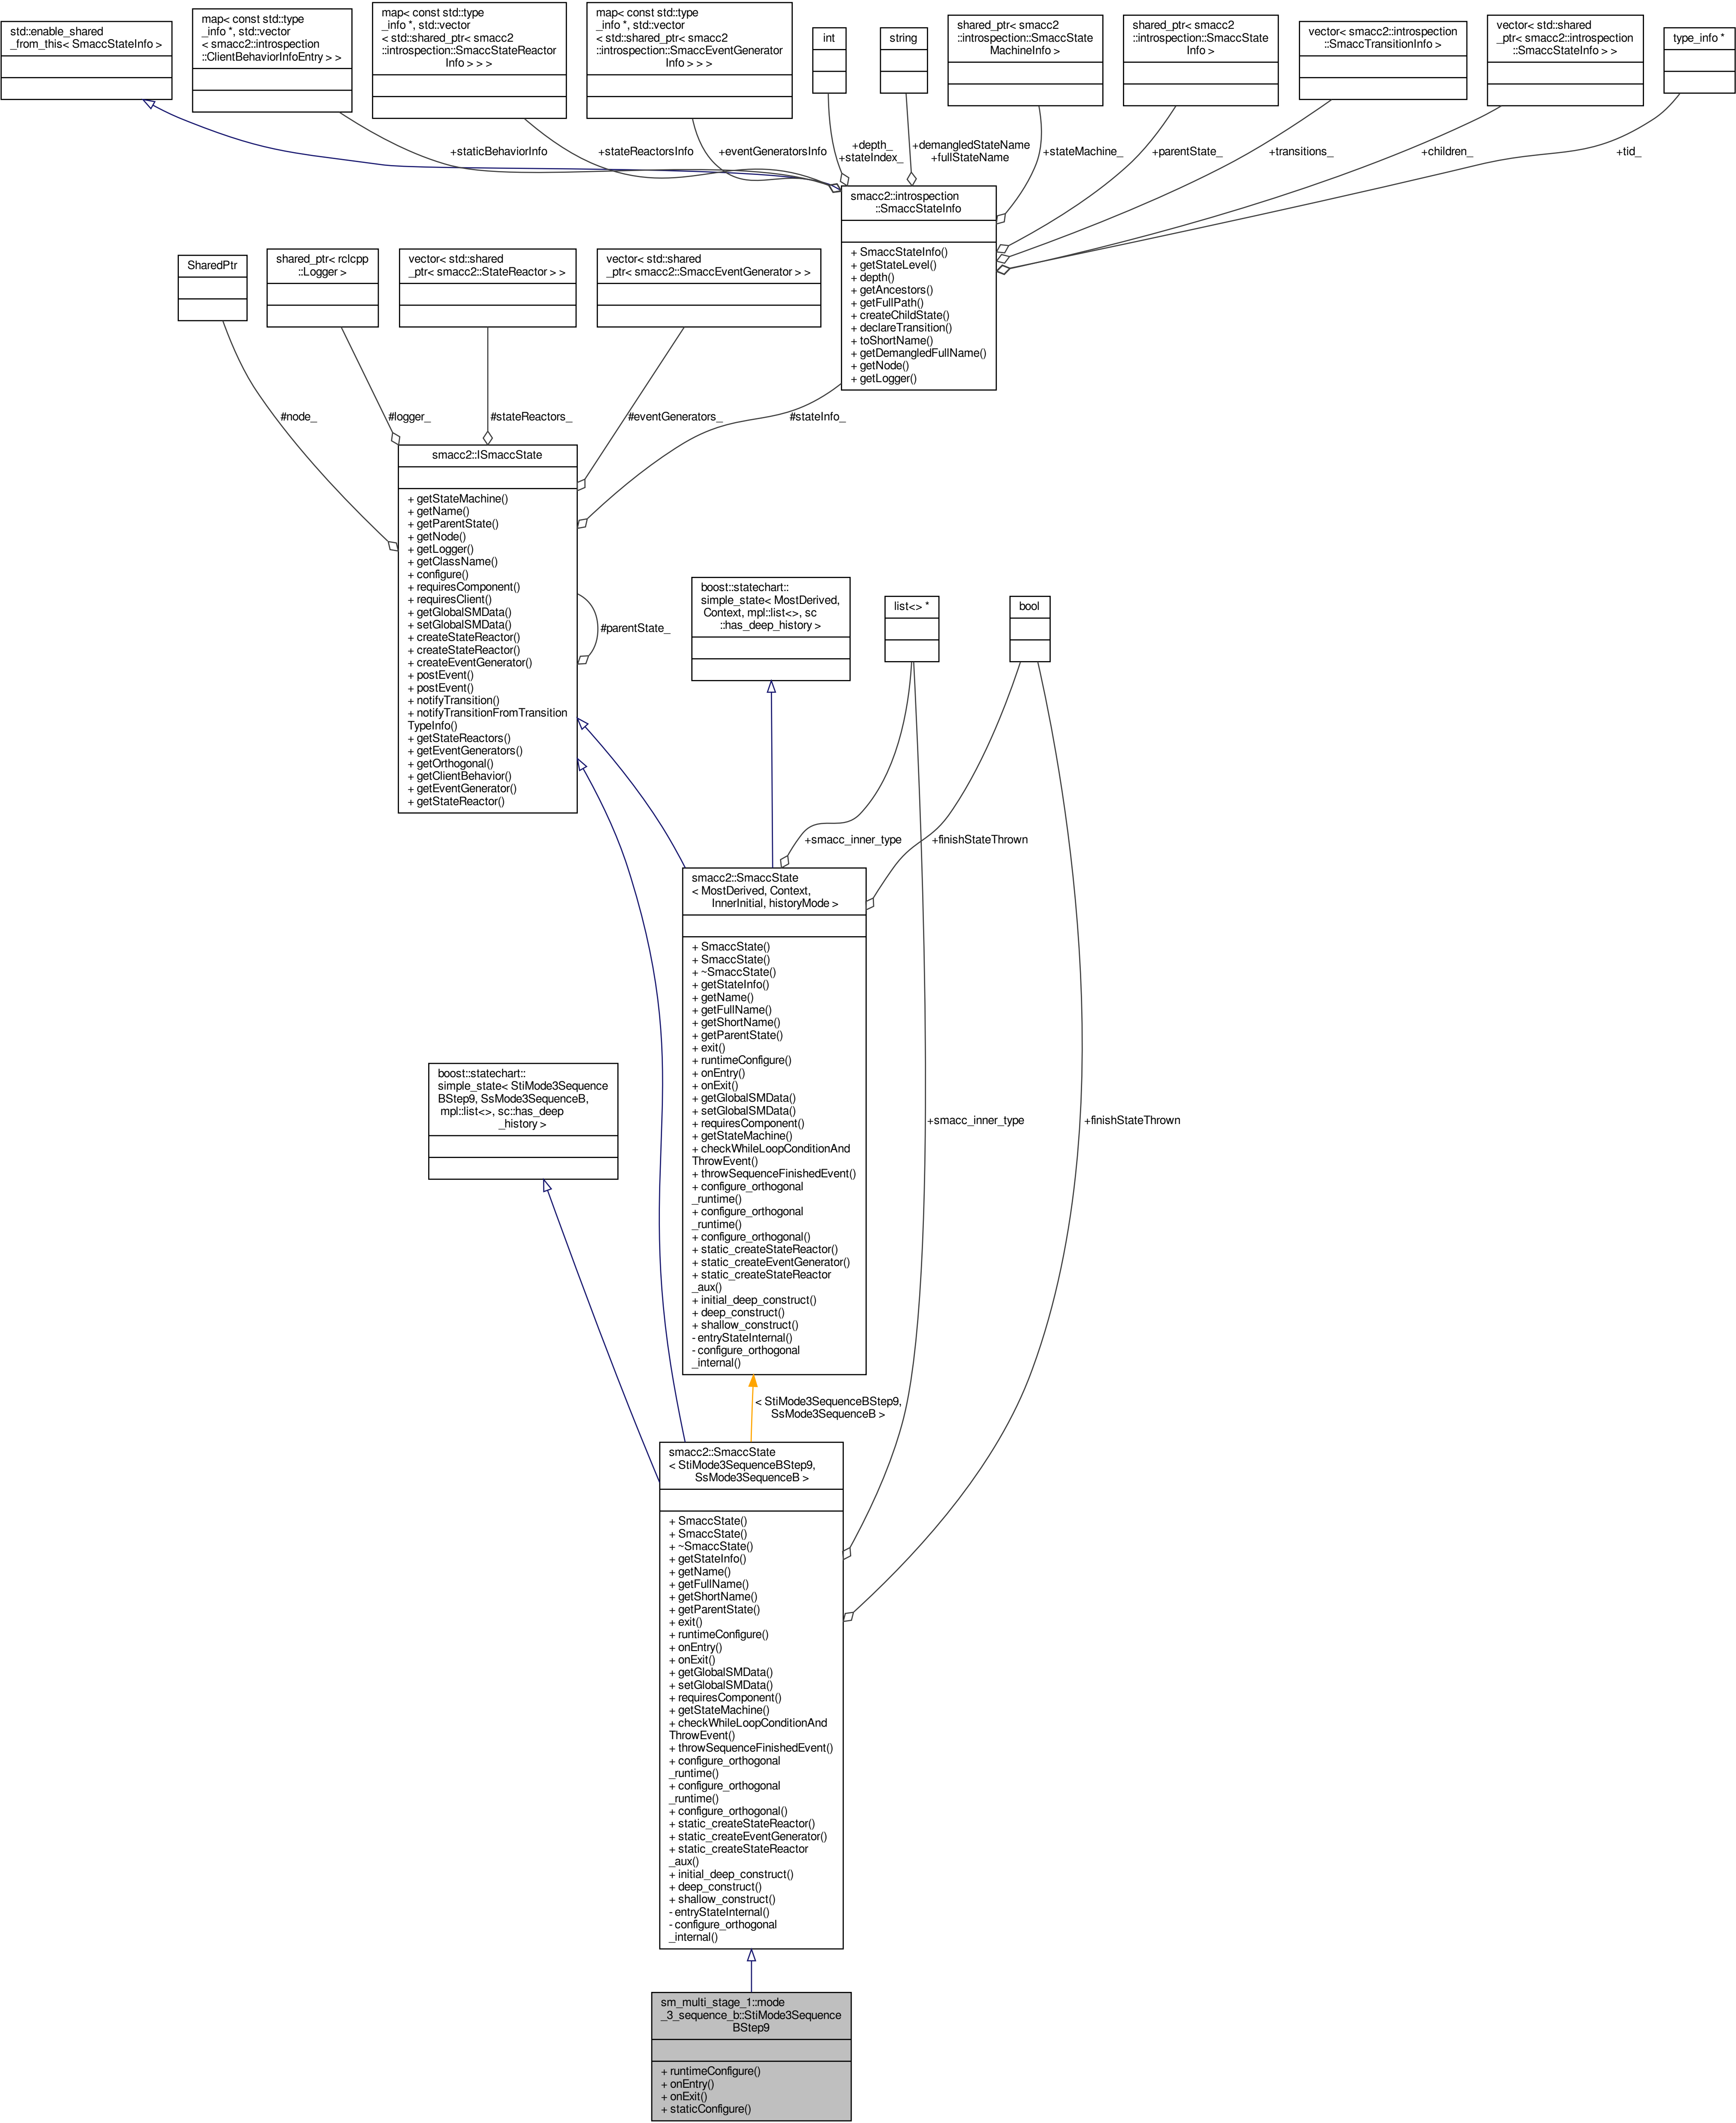 std::enable_shared
_from_this< SmaccStateInfo >
map< const std::type
_info *, std::vector
< smacc2::introspection
::ClientBehaviorInfoEntry > >
map< const std::type
_info *, std::vector
< std::shared_ptr< smacc2
::introspection::SmaccStateReactor
Info > > >
map< const std::type
_info *, std::vector
< std::shared_ptr< smacc2
::introspection::SmaccEventGenerator
Info > > >
int
string
shared_ptr< smacc2
::introspection::SmaccState
MachineInfo >
shared_ptr< smacc2
::introspection::SmaccState
Info >
vector< smacc2::introspection
::SmaccTransitionInfo >
vector< std::shared
_ptr< smacc2::introspection
::SmaccStateInfo > >
type_info *
+staticBehaviorInfo
+stateReactorsInfo
+eventGeneratorsInfo
+depth_
+stateIndex_
+demangledStateName
+fullStateName
+stateMachine_
+parentState_
+transitions_
+children_
+tid_
smacc2::introspection
::SmaccStateInfo
+ SmaccStateInfo()
+ getStateLevel()
+ depth()
+ getAncestors()
+ getFullPath()
+ createChildState()
+ declareTransition()
+ toShortName()
+ getDemangledFullName()
+ getNode()
+ getLogger()
SharedPtr
shared_ptr< rclcpp
::Logger >
vector< std::shared
_ptr< smacc2::StateReactor > >
vector< std::shared
_ptr< smacc2::SmaccEventGenerator > >
#node_
#logger_
#stateReactors_
#eventGenerators_
#stateInfo_
smacc2::ISmaccState
+ getStateMachine()
+ getName()
+ getParentState()
+ getNode()
+ getLogger()
+ getClassName()
+ configure()
+ requiresComponent()
+ requiresClient()
+ getGlobalSMData()
+ setGlobalSMData()
+ createStateReactor()
+ createStateReactor()
+ createEventGenerator()
+ postEvent()
+ postEvent()
+ notifyTransition()
+ notifyTransitionFromTransition
TypeInfo()
+ getStateReactors()
+ getEventGenerators()
+ getOrthogonal()
+ getClientBehavior()
+ getEventGenerator()
+ getStateReactor()
#parentState_
boost::statechart::
simple_state< MostDerived,
Context, mpl::list<>, sc
::has_deep_history >
list<> *
bool
+smacc_inner_type
+finishStateThrown
smacc2::SmaccState
< MostDerived, Context,
InnerInitial, historyMode >
+ SmaccState()
+ SmaccState()
+ ~SmaccState()
+ getStateInfo()
+ getName()
+ getFullName()
+ getShortName()
+ getParentState()
+ exit()
+ runtimeConfigure()
+ onEntry()
+ onExit()
+ getGlobalSMData()
+ setGlobalSMData()
+ requiresComponent()
+ getStateMachine()
+ checkWhileLoopConditionAnd
ThrowEvent()
+ throwSequenceFinishedEvent()
+ configure_orthogonal
_runtime()
+ configure_orthogonal
_runtime()
+ configure_orthogonal()
+ static_createStateReactor()
+ static_createEventGenerator()
+ static_createStateReactor
_aux()
+ initial_deep_construct()
+ deep_construct()
+ shallow_construct()
- entryStateInternal()
- configure_orthogonal
_internal()
boost::statechart::
simple_state< StiMode3Sequence
BStep9, SsMode3SequenceB,
mpl::list<>, sc::has_deep
_history >
+smacc_inner_type
+finishStateThrown
< StiMode3SequenceBStep9,
SsMode3SequenceB >
smacc2::SmaccState
< StiMode3SequenceBStep9,
SsMode3SequenceB >
+ SmaccState()
+ SmaccState()
+ ~SmaccState()
+ getStateInfo()
+ getName()
+ getFullName()
+ getShortName()
+ getParentState()
+ exit()
+ runtimeConfigure()
+ onEntry()
+ onExit()
+ getGlobalSMData()
+ setGlobalSMData()
+ requiresComponent()
+ getStateMachine()
+ checkWhileLoopConditionAnd
ThrowEvent()
+ throwSequenceFinishedEvent()
+ configure_orthogonal
_runtime()
+ configure_orthogonal
_runtime()
+ configure_orthogonal()
+ static_createStateReactor()
+ static_createEventGenerator()
+ static_createStateReactor
_aux()
+ initial_deep_construct()
+ deep_construct()
+ shallow_construct()
- entryStateInternal()
- configure_orthogonal
_internal()
sm_multi_stage_1::mode
_3_sequence_b::StiMode3Sequence
BStep9
+ runtimeConfigure()
+ onEntry()
+ onExit()
+ staticConfigure()